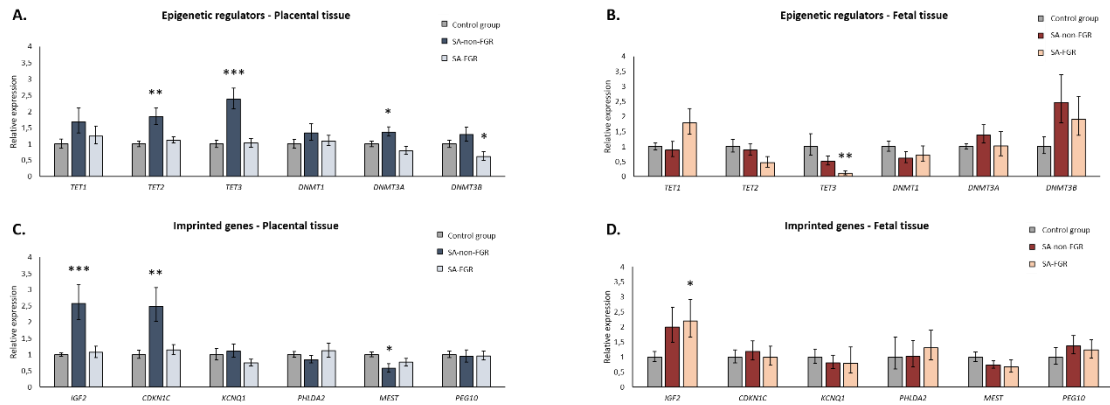 A.
Epigenetic regulators - Placental tissue
Control group
SA-non-FGR
SA-FGR
Relative expression
4
3,5
3
2,5
2
1,5
1
0,5
0
**
***
*
*
TET1 TET2 TET3 DNMT1 DNMT3A DNMT3B
B.
Epigenetic regulators - Fetal tissue
Control group
SA-non-FGR
SA-FGR
Relative expression
4
3,5
3
2,5
2
1,5
1
0,5
0
**
TET1 TET2 TET3 DNMT1 DNMT3A DNMT3B
C.
Imprinted genes - Placental tissue
Control group
SA-non-FGR
SA-FGR
Relative expression
4
3,5
3
2,5
2
1,5
1
0,5
0
***
**
*
IGF2 CDKN1C KCNQ1 PHLDA2 MEST PEG10
D.
Imprinted genes - Fetal tissue
Control group
SA-non-FGR
SA-FGR
Relative expression
4
3,5
3
2,5
2
1,5
1
0,5
0
*
IGF2 CDKN1C KCNQ1 PHLDA2 MEST PEG10